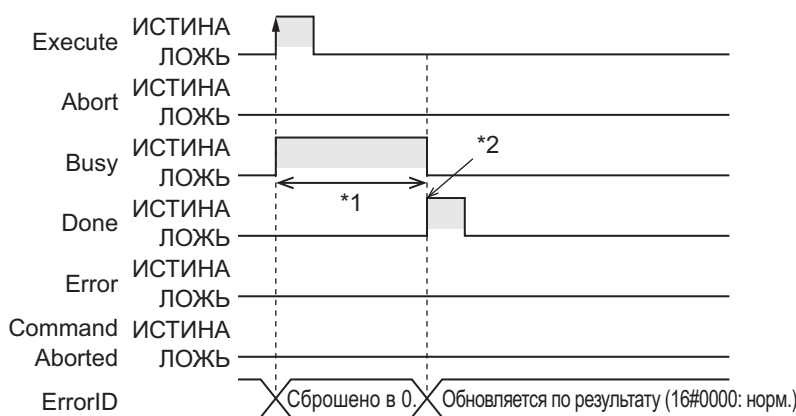 Execute ИСТИНА
ЛОЖЬ
Abort ИСТИНА
ЛОЖЬ
Busy ИСТИНА
ЛОЖЬ
*2
*1
Done ИСТИНА
ЛОЖЬ
Error ИСТИНА
ЛОЖЬ
Command ИСТИНА
Aborted ЛОЖЬ
ErrorID Сброшено в 0. Обновляется по результату (16#0000: норм.)